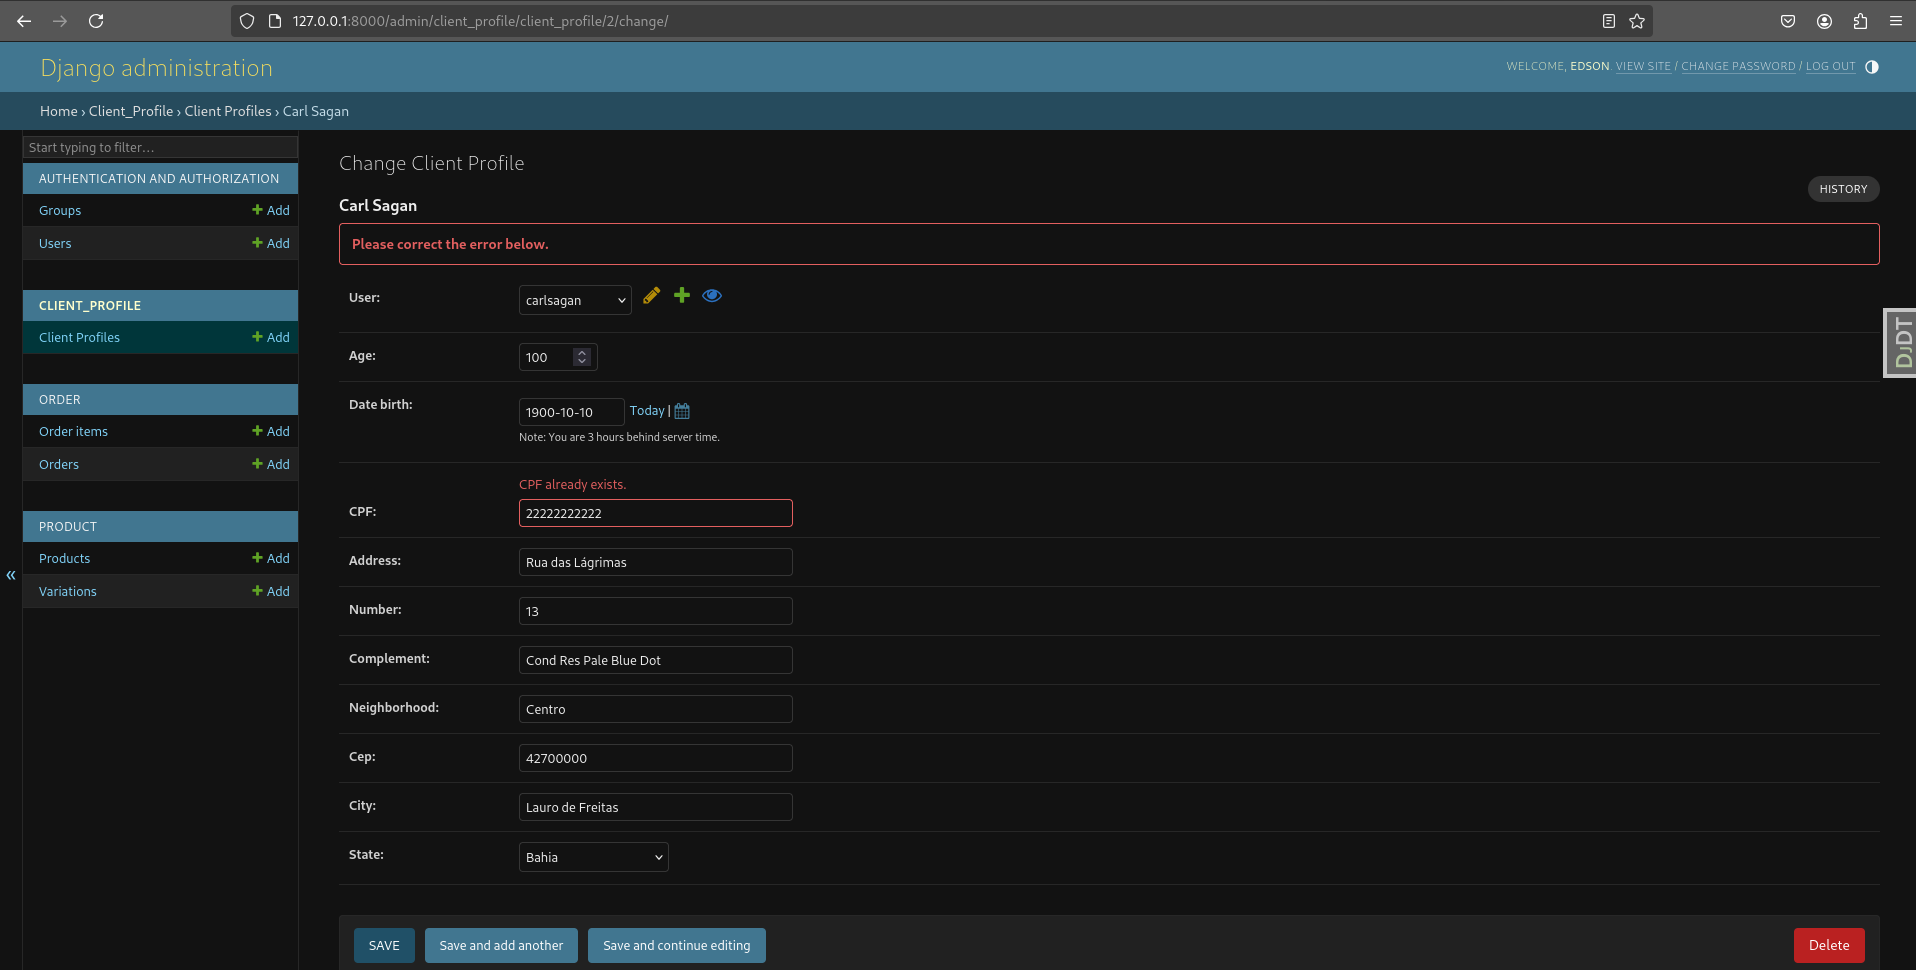 127.0.0.1:8000/admin/client_profile/client_profile/2/change/
Django administration
WELCOME, EDSON. VIEW SITE / CHANGE PASSWORD / LOG OUT
Home › Client_Profile › Client Profiles › Carl Sagan
Start typing to filter...
AUTHENTICATION AND AUTHORIZATION
Groups + Add
Users + Add
CLIENT_PROFILE
Client Profiles + Add
ORDER
Order items + Add
Orders + Add
PRODUCT
Products + Add
Variations + Add
«
Change Client Profile
HISTORY
Carl Sagan
Please correct the error below.
User: carlsagan
Age: 100
Date birth: 1900-10-10 Today |
Note: You are 3 hours behind server time.
CPF already exists.
CPF: 22222222222
Address: Rua das Lágrimas
Number: 13
Complement: Cond Res Pale Blue Dot
Neighborhood: Centro
Cep: 42700000
City: Lauro de Freitas
State: Bahia
SAVE Save and add another Save and continue editing Delete
DJDT